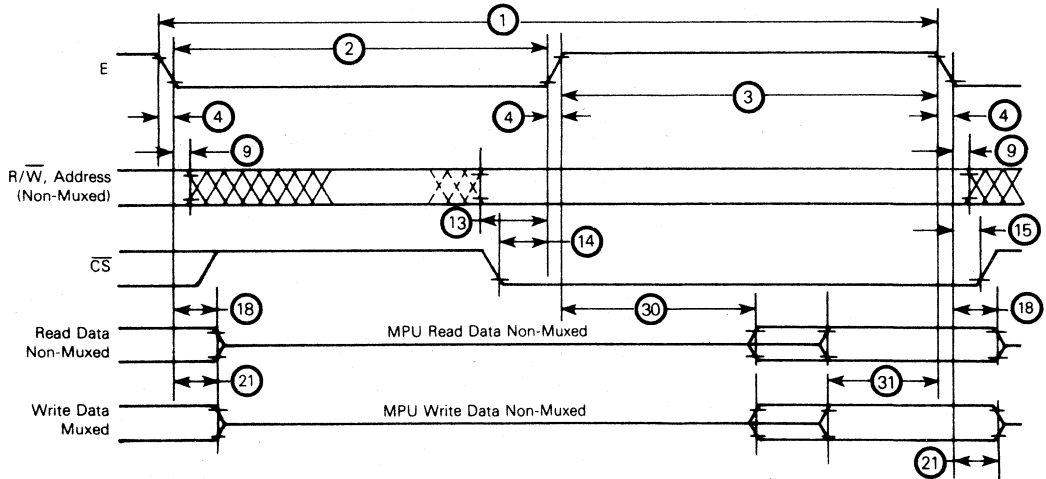 1
2
E
3
4
4
4
9
9
R/W̅, Address
(Non-Muxed)
13
14
15
C̅S̅
18
30
18
Read Data
Non-Muxed
MPU Read Data Non-Muxed
21
31
Write Data
Muxed
MPU Write Data Non-Muxed
21